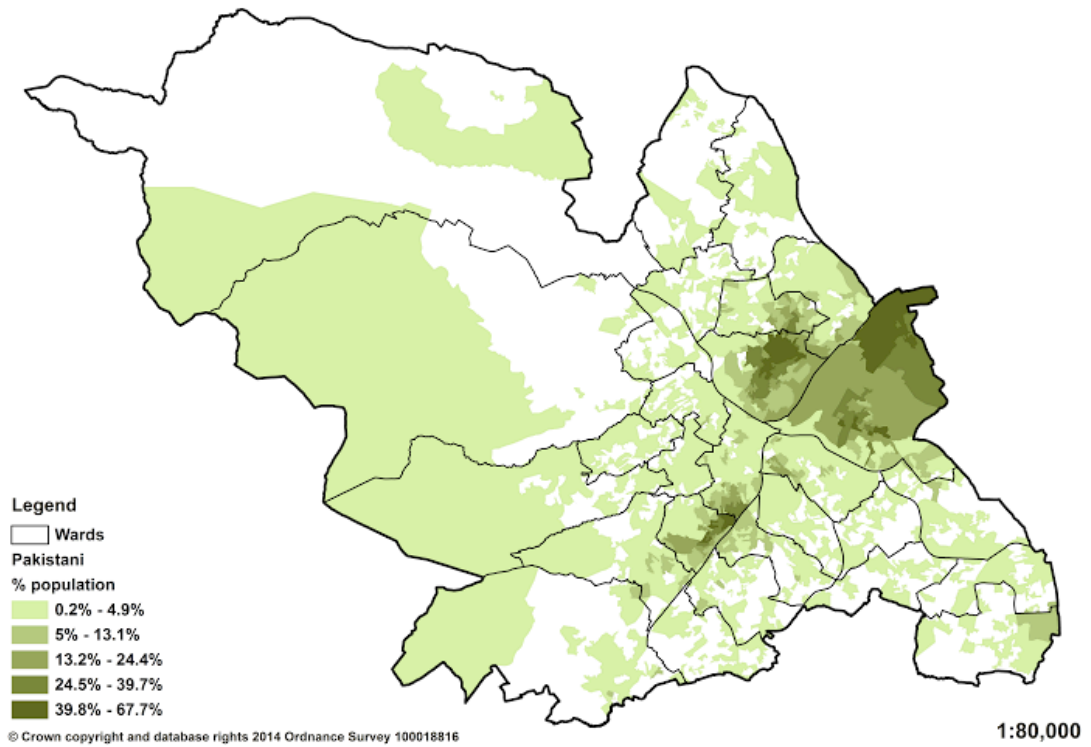 Legend
Wards
Pakistani
% population
0.2% - 4.9%
5% - 13.1%
13.2% - 24.4%
24.5% - 39.7%
39.8% - 67.7%
© Crown copyright and database rights 2014 Ordnance Survey 100018816
1:80,000